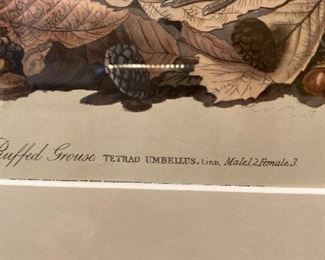 Ruffed Grouse. TETRAO UMBELLUS, Linn. Male 1.2. Female 3.